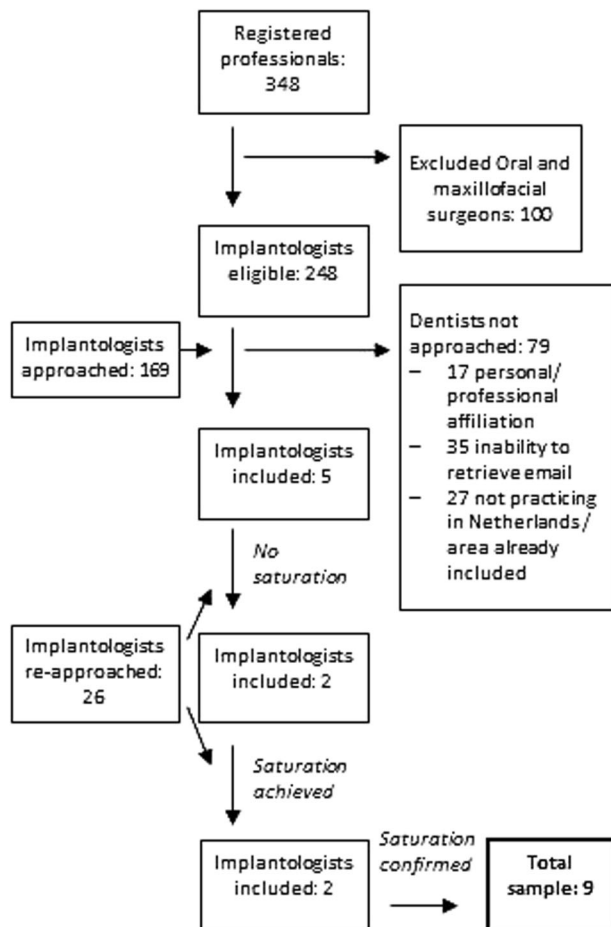 Registered
professionals:
348
Excluded Oral and
maxillofacial
surgeons: 100
Implantologists
eligible: 248
Implantologists
approached: 169
Dentists not
approached: 79
– 17 personal/
professional
affiliation
– 35 inability to
retrieve email
– 27 not practicing
in Netherlands/
area already
included
Implantologists
included: 5
No
saturation
Implantologists
re-approached:
26
Implantologists
included: 2
Saturation
achieved
Implantologists
included: 2
Saturation
confirmed
Total
sample: 9